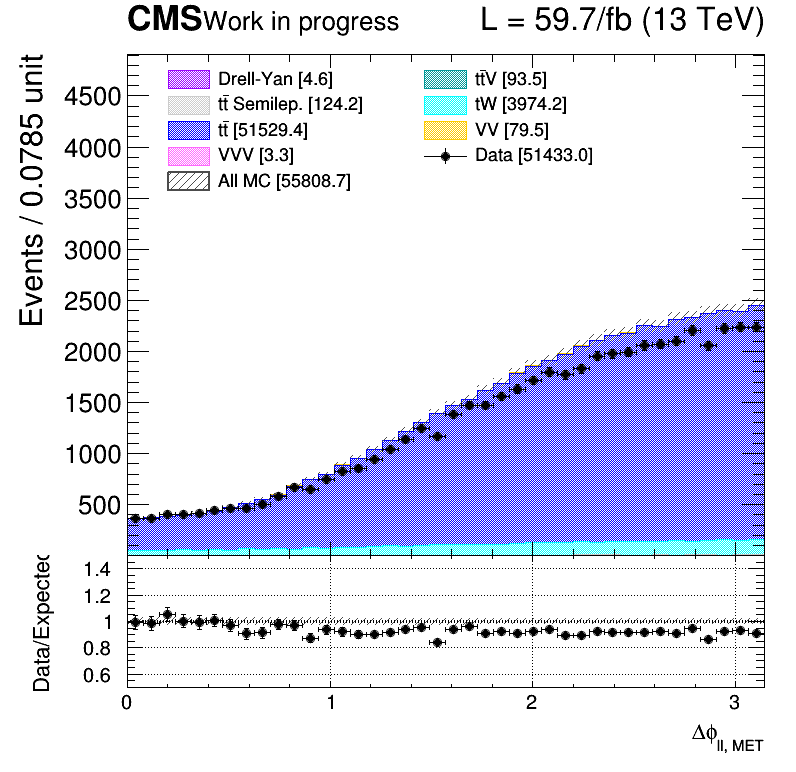 CMS Work in progress L = 59.7/fb (13 TeV)
Events / 0.0785 unit
Drell-Yan [4.6]
tt̄ Semilep. [124.2]
tt̄ [51529.4]
VVV [3.3]
All MC [55808.7]
tt̄V [93.5]
tW [3974.2]
VV [79.5]
Data [51433.0]
4500
4000
3500
3000
2500
2000
1500
1000
500
Data/Expected
1.4
1.2
1
0.8
0.6
0 1 2 3
Δϕll, MET